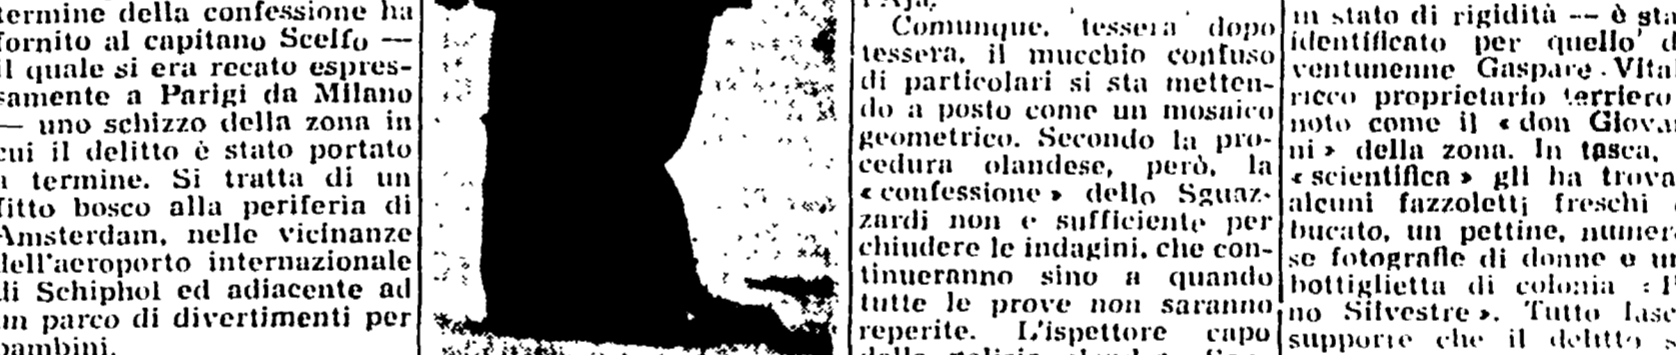 termine della confessione ha
fornito al capitano Scelfo —
il quale si era recato espres-
samente a Parigi da Milano
— uno schizzo della zona in
cui il delitto è stato portato
a termine. Si tratta di un
fitto bosco alla periferia di
Amsterdam, nelle vicinanze
dell'aeroporto internazionale
di Schiphol ed adiacente ad
un parco di divertimenti per
bambini.
l'Aja.
Comunque, tessera dopo
tessera, il mucchio confuso
di particolari si sta metten-
do a posto come un mosaico
geometrico. Secondo la pro-
cedura olandese, però, la
« confessione » dello Sguaz-
zardi non e sufficiente per
chiudere le indagini, che con-
tinueranno sino a quando
tutte le prove non saranno
reperite. L'ispettore capo
in stato di rigidità — è sta
identificato per quello d
ventunenne Gaspare Vital
ricco proprietario terriero
noto come il « don Giova
ni » della zona. In tasca,
« scientifica » gli ha trova
alcuni fazzoletti freschi
bucato, un pettine, numer
se fotografie di donne e un
bottiglietta di colonia
no Silvestre ». Tutto lasc
supporre che il delitto s